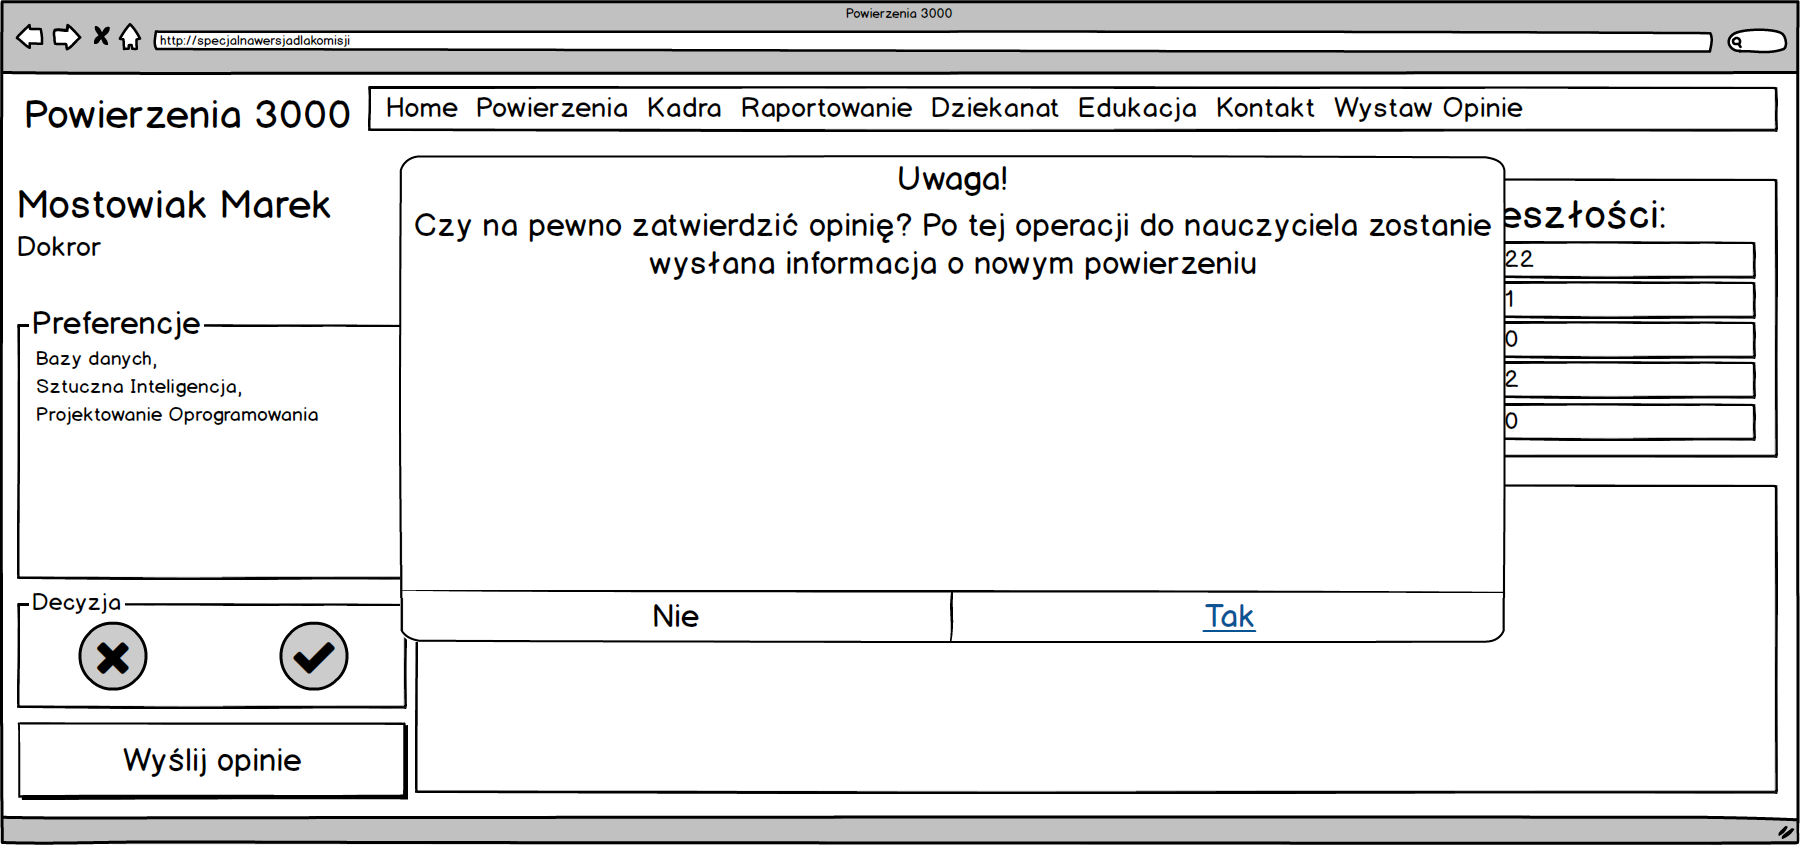 Powierzenia 3000
http://specjalnawersjadlakomisji
Powierzenia 3000
Home Powierzenia Kadra Raportowanie Dziekanat Edukacja Kontakt Wystaw Opinie
Mostowiak Marek
Dokror
Uwaga!
Czy na pewno zatwierdzić opinię? Po tej operacji do nauczyciela zostanie
wysłana informacja o nowym powierzeniu
eszłości:
22
1
0
2
0
Preferencje
Bazy danych,
Sztuczna Inteligencja,
Projektowanie Oprogramowania
Nie Tak
Decyzja
Wyślij opinie